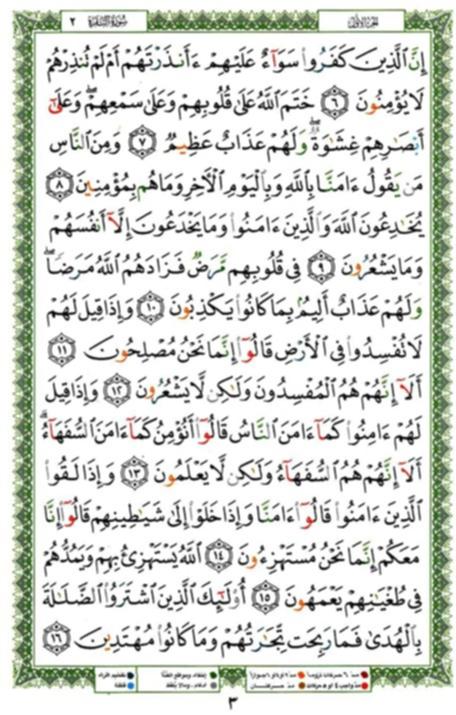 الجزء الأول
سورة البقرة ٢
إِنَّ ٱلَّذِينَ كَفَرُوا۟ سَوَآءٌ عَلَيْهِمْ ءَأَنذَرْتَهُمْ أَمْ لَمْ تُنذِرْهُمْ
لَا يُؤْمِنُونَ ٦ خَتَمَ ٱللَّهُ عَلَىٰ قُلُوبِهِمْ وَعَلَىٰ سَمْعِهِمْ ۖ وَعَلَىٰٓ
أَبْصَٰرِهِمْ غِشَٰوَةٌ ۖ وَلَهُمْ عَذَابٌ عَظِيمٌ ٧ وَمِنَ ٱلنَّاسِ
مَن يَقُولُ ءَامَنَّا بِٱللَّهِ وَبِٱلْيَوْمِ ٱلْءَاخِرِ وَمَا هُم بِمُؤْمِنِينَ ٨
يُخَٰدِعُونَ ٱللَّهَ وَٱلَّذِينَ ءَامَنُوا۟ وَمَا يَخْدَعُونَ إِلَّآ أَنفُسَهُمْ
وَمَا يَشْعُرُونَ ٩ فِى قُلُوبِهِم مَّرَضٌ فَزَادَهُمُ ٱللَّهُ مَرَضًا ۖ
وَلَهُمْ عَذَابٌ أَلِيمٌۢ بِمَا كَانُوا۟ يَكْذِبُونَ ١٠ وَإِذَا قِيلَ لَهُمْ
لَا تُفْسِدُوا۟ فِى ٱلْأَرْضِ قَالُوٓا۟ إِنَّمَا نَحْنُ مُصْلِحُونَ ١١
أَلَآ إِنَّهُمْ هُمُ ٱلْمُفْسِدُونَ وَلَٰكِن لَّا يَشْعُرُونَ ١٢ وَإِذَا قِيلَ
لَهُمْ ءَامِنُوا۟ كَمَآ ءَامَنَ ٱلنَّاسُ قَالُوٓا۟ أَنُؤْمِنُ كَمَآ ءَامَنَ ٱلسُّفَهَآءُ ۗ
أَلَآ إِنَّهُمْ هُمُ ٱلسُّفَهَآءُ وَلَٰكِن لَّا يَعْلَمُونَ ١٣ وَإِذَا لَقُوا۟
ٱلَّذِينَ ءَامَنُوا۟ قَالُوٓا۟ ءَامَنَّا وَإِذَا خَلَوْا۟ إِلَىٰ شَيَٰطِينِهِمْ قَالُوٓا۟ إِنَّا
مَعَكُمْ إِنَّمَا نَحْنُ مُسْتَهْزِءُونَ ١٤ ٱللَّهُ يَسْتَهْزِئُ بِهِمْ وَيَمُدُّهُمْ
فِى طُغْيَٰنِهِمْ يَعْمَهُونَ ١٥ أُو۟لَٰٓئِكَ ٱلَّذِينَ ٱشْتَرَوُا۟ ٱلضَّلَٰلَةَ
بِٱلْهُدَىٰ فَمَا رَبِحَت تِّجَٰرَتُهُمْ وَمَا كَانُوا۟ مُهْتَدِينَ ١٦
٣